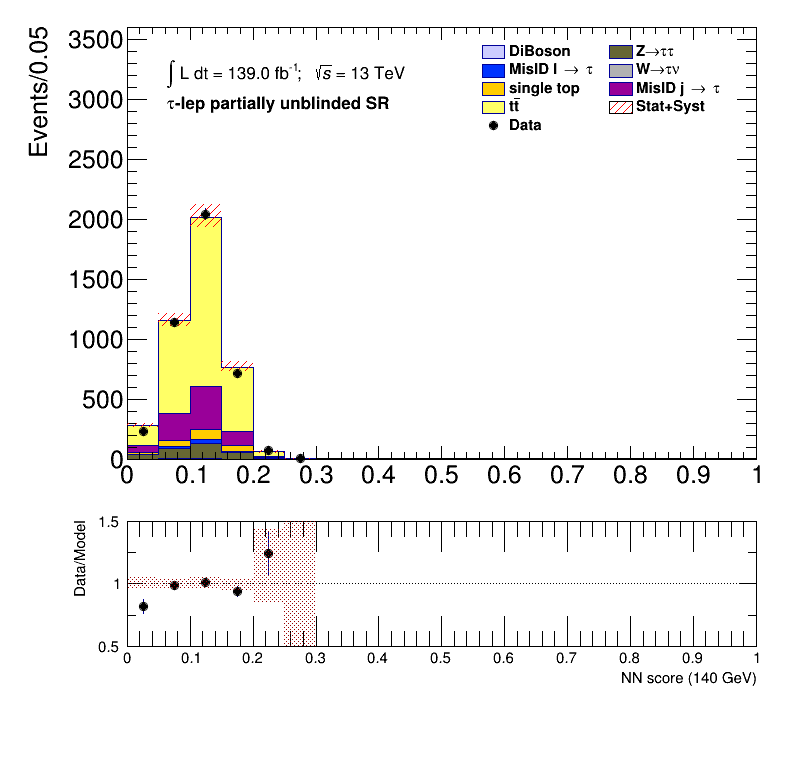 Events/0.05
3500
3000
2500
2000
1500
1000
500
0
∫ L dt = 139.0 fb⁻¹; √s = 13 TeV
τ-lep partially unblinded SR
DiBoson
MisID l → τ
single top
tt̄
Data
Z→ττ
W→τν
MisID j → τ
Stat+Syst
0 0.1 0.2 0.3 0.4 0.5 0.6 0.7 0.8 0.9 1
Data/Model
1.5
1
0.5
0 0.1 0.2 0.3 0.4 0.5 0.6 0.7 0.8 0.9 1
NN score (140 GeV)